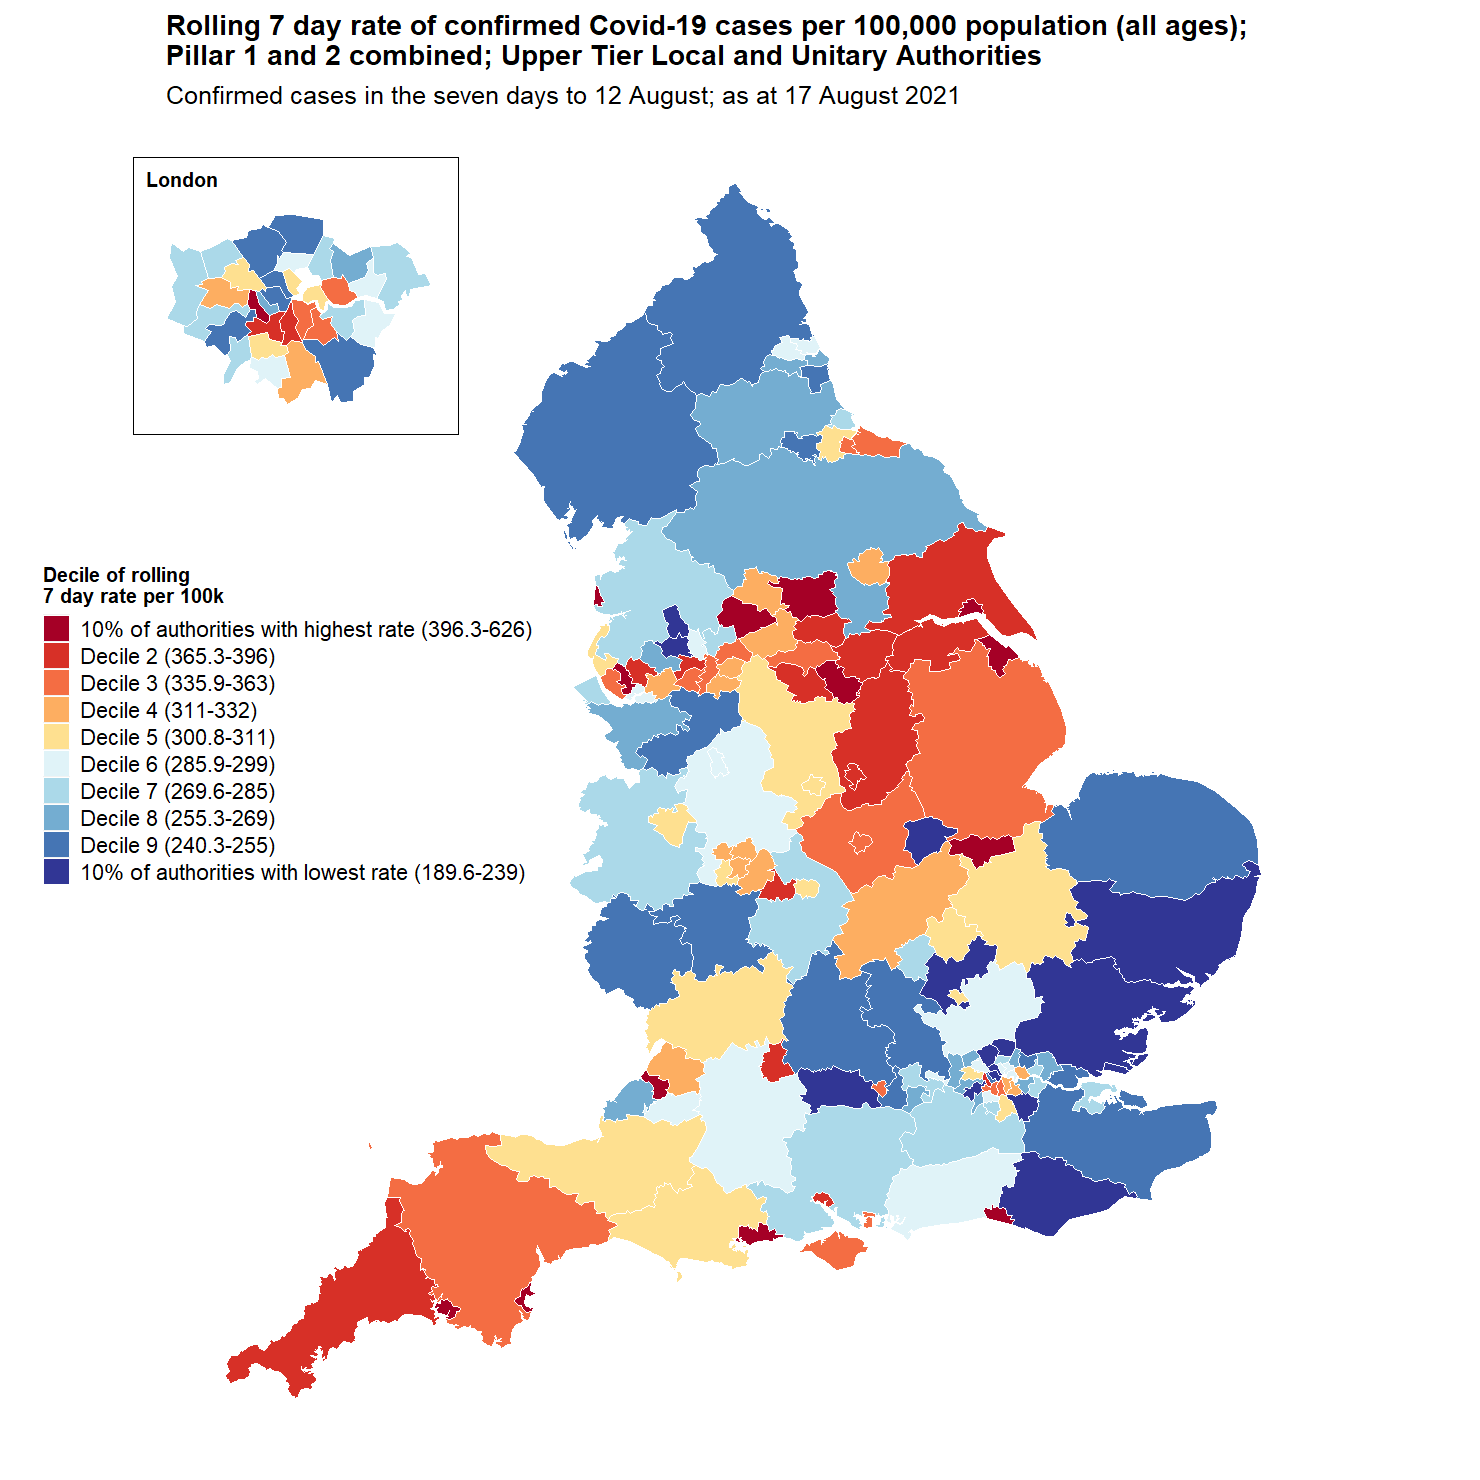 Rolling 7 day rate of confirmed Covid-19 cases per 100,000 population (all ages);
Pillar 1 and 2 combined; Upper Tier Local and Unitary Authorities
Confirmed cases in the seven days to 12 August; as at 17 August 2021
London
Decile of rolling
7 day rate per 100k
10% of authorities with highest rate (396.3-626)
Decile 2 (365.3-396)
Decile 3 (335.9-363)
Decile 4 (311-332)
Decile 5 (300.8-311)
Decile 6 (285.9-299)
Decile 7 (269.6-285)
Decile 8 (255.3-269)
Decile 9 (240.3-255)
10% of authorities with lowest rate (189.6-239)